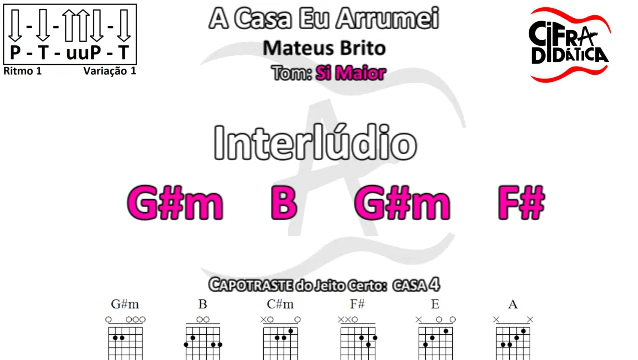 A Casa Eu Arrumei
Mateus Brito
Tom: Si Maior
P - T - uuP - T
Ritmo 1 Variação 1
CIFRA
DIDÁTICA
Interlúdio
G#m B G#m F#
CAPOTRASTE do Jeito Certo: CASA 4
G#m B C#m F# E A